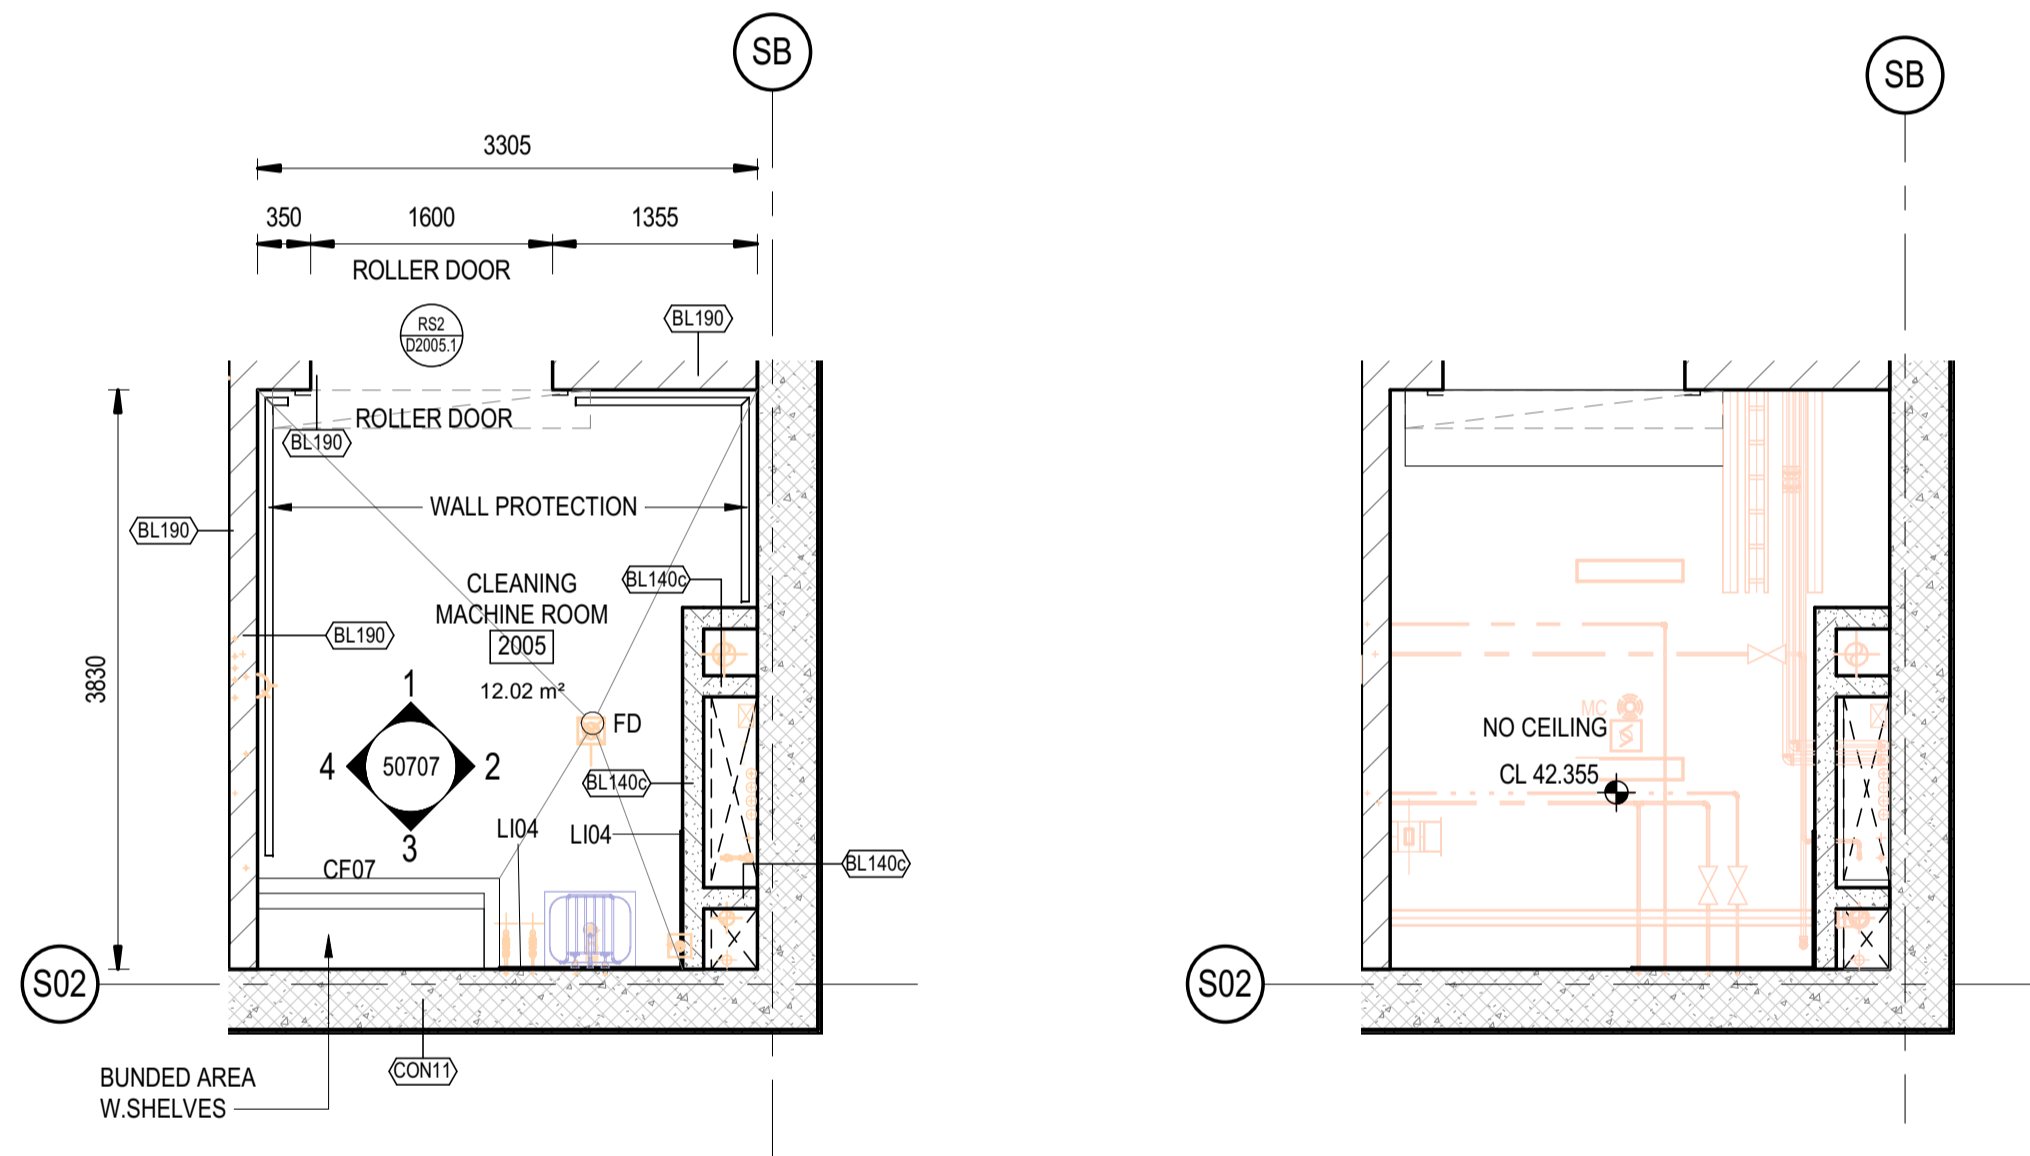 SB
SB
3305
350
1600
1355
ROLLER DOOR
RS2
D2005.1
BL190
ROLLER DOOR
BL190
WALL PROTECTION
BL190
CLEANING
MACHINE ROOM
BL140c
BL190
2005
12.02 m²
3830
1
FD
MC
NO CEILING
4
50707
2
CL 42.355
BL140c
3
LI04
LI04
CF07
BL140c
S02
S02
CON11
BUNDED AREA
W.SHELVES